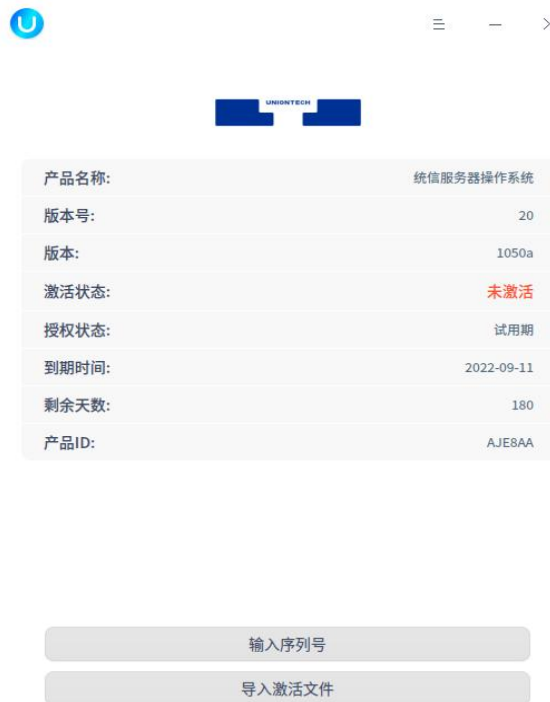 UNIONTECH
产品名称: 统信服务器操作系统
版本号: 20
版本: 1050a
激活状态: 未激活
授权状态: 试用期
到期时间: 2022-09-11
剩余天数: 180
产品ID: AJE8AA
输入序列号
导入激活文件